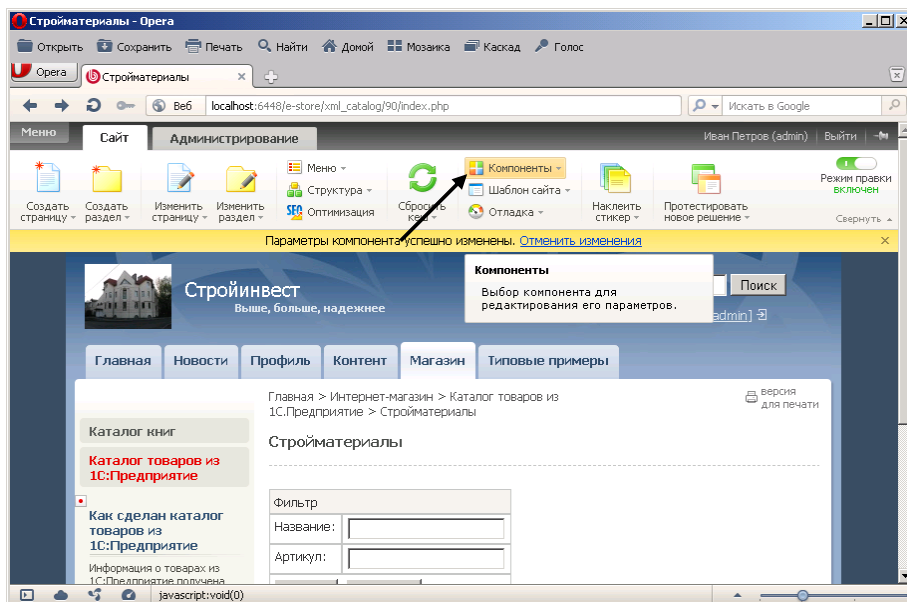 Стройматериалы - Opera
Открыть Сохранить Печать Найти Домой Мозаика Каскад Голос
Opera Стройматериалы
Веб localhost:6448/e-store/xml_catalog/90/index.php Искать в Google
Меню Сайт Администрирование Иван Петров (admin) Выйти
Создать страницу Создать раздел Изменить страницу Изменить раздел
Меню
Структура
SEO Оптимизация
Сбросить кеш
Компоненты
Шаблон сайта
Отладка
Наклеить стикер
Протестировать новое решение
Режим правки
включен
Свернуть
Параметры компонента успешно изменены. Отменить изменения
Компоненты
Выбор компонента для
редактирования его параметров.
Стройинвест
Выше, больше, надежнее
Поиск
admin]
Главная Новости Профиль Контент Магазин Типовые примеры
Главная > Интернет-магазин > Каталог товаров из
1С.Предприятие > Стройматериалы
версия
для печати
Каталог книг
Каталог товаров из
1С:Предприятие
Как сделан каталог
товаров из
1С:Предприятие
Информация о товарах из
1С:Предприятие получена
Стройматериалы
Фильтр
Название:
Артикул:
javascript:void(0)